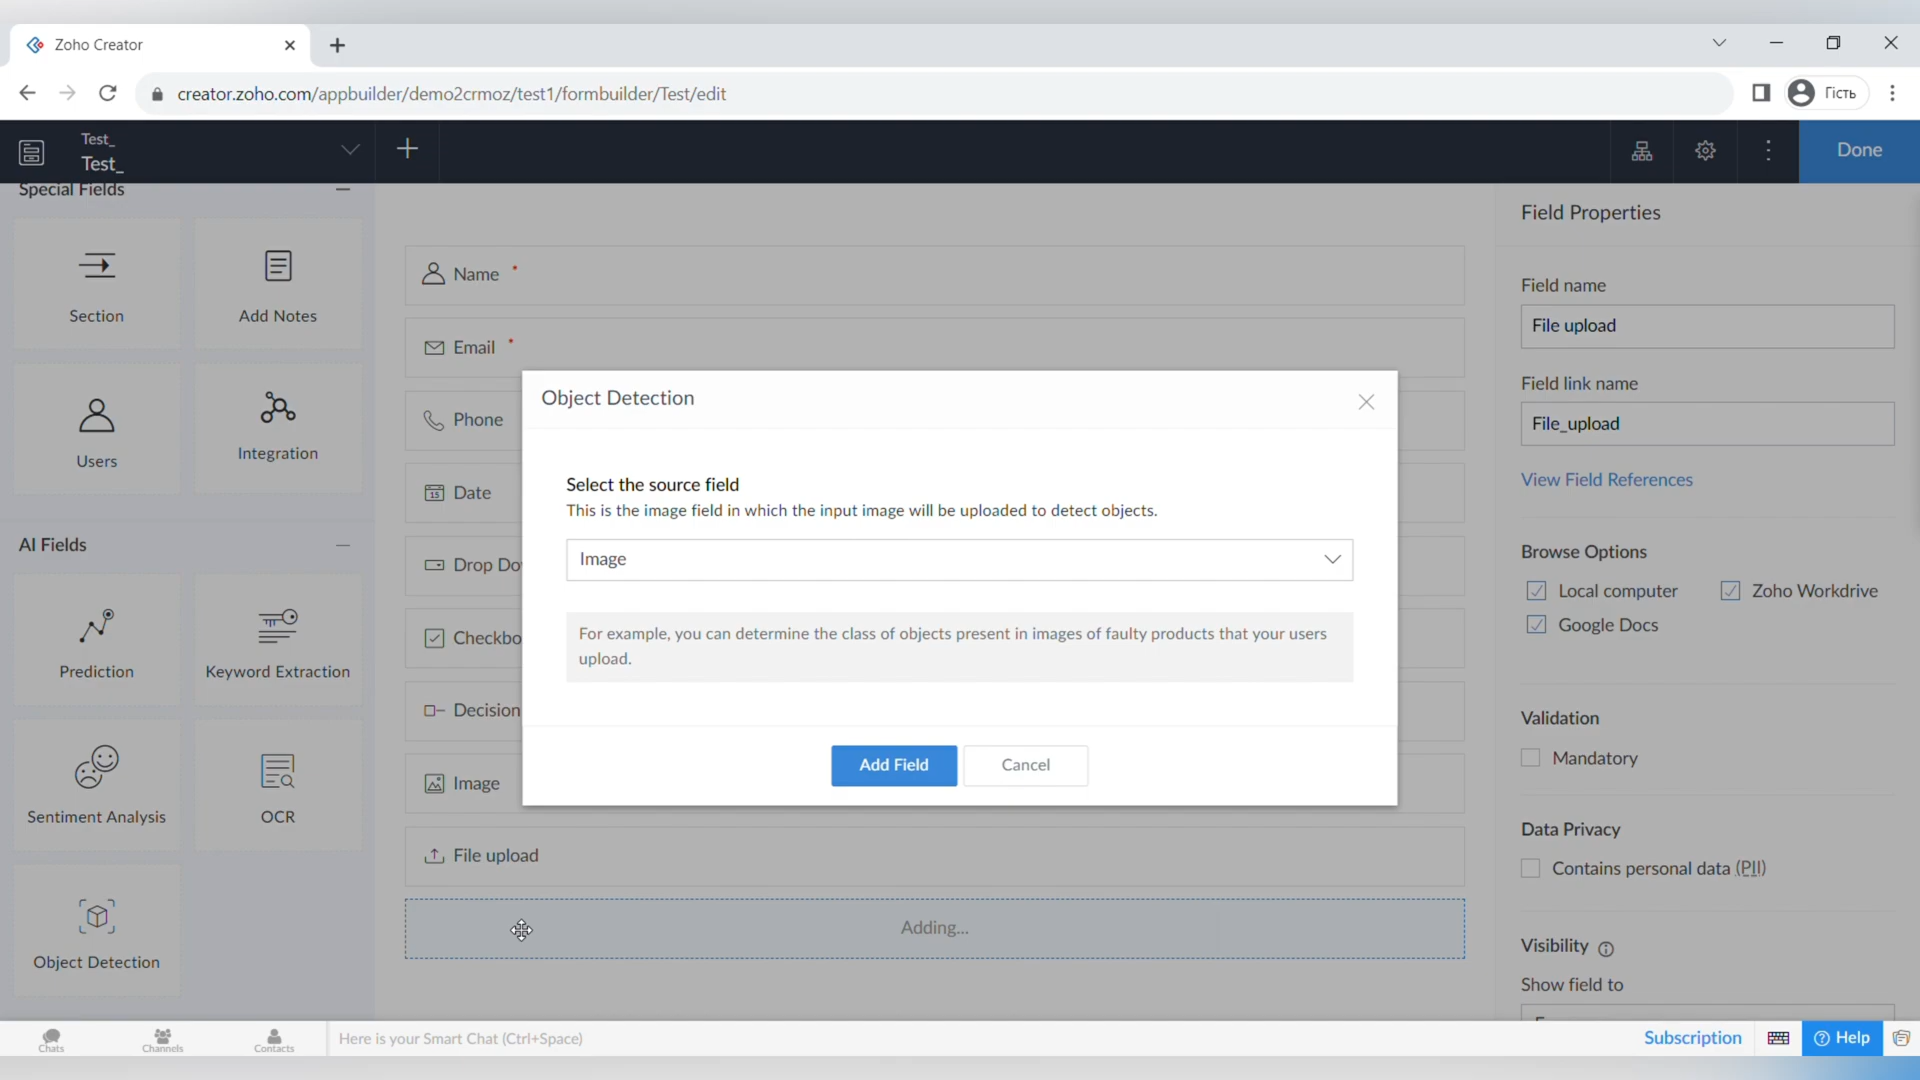 Zoho Creator
creator.zoho.com/appbuilder/demo2crmoz/test1/formbuilder/Test/edit
Гість
Test_
Test_
Done
Special Fields
Section
Add Notes
Users
Integration
AI Fields
Prediction
Keyword Extraction
Sentiment Analysis
OCR
Object Detection
Name *
Email *
Phone
15 Date
Drop Do
Checkbo
Decision
Image
File upload
Adding...
Object Detection
Select the source field
This is the image field in which the input image will be uploaded to detect objects.
Image
For example, you can determine the class of objects present in images of faulty products that your users
upload.
Add Field
Cancel
Field Properties
Field name
File upload
Field link name
File_upload
View Field References
Browse Options
Local computer
Zoho Workdrive
Google Docs
Validation
Mandatory
Data Privacy
Contains personal data (PII)
Visibility
Show field to
Chats
Channels
Contacts
Here is your Smart Chat (Ctrl+Space)
Subscription
Help